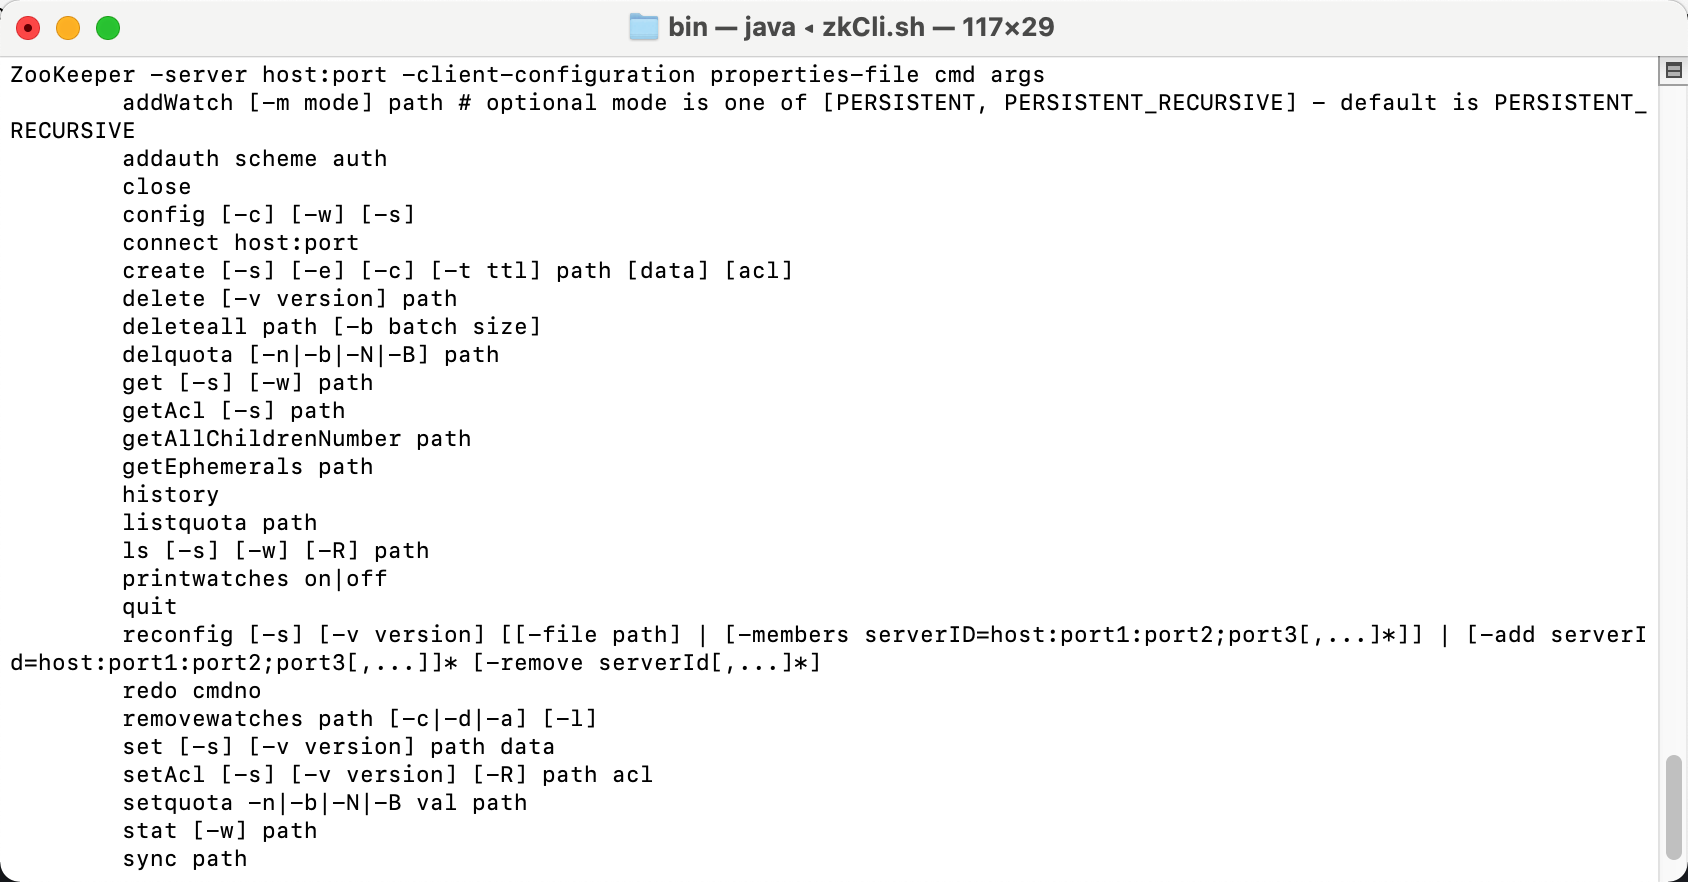 bin — java ◂ zkCli.sh — 117×29
ZooKeeper -server host:port -client-configuration properties-file cmd args
addWatch [-m mode] path # optional mode is one of [PERSISTENT, PERSISTENT_RECURSIVE] - default is PERSISTENT_
RECURSIVE
addauth scheme auth
close
config [-c] [-w] [-s]
connect host:port
create [-s] [-e] [-c] [-t ttl] path [data] [acl]
delete [-v version] path
deleteall path [-b batch size]
delquota [-n|-b|-N|-B] path
get [-s] [-w] path
getAcl [-s] path
getAllChildrenNumber path
getEphemerals path
history
listquota path
ls [-s] [-w] [-R] path
printwatches on|off
quit
reconfig [-s] [-v version] [[-file path] | [-members serverID=host:port1:port2;port3[,...]*]] | [-add serverI
d=host:port1:port2;port3[,...]]* [-remove serverId[,...]*]
redo cmdno
removewatches path [-c|-d|-a] [-l]
set [-s] [-v version] path data
setAcl [-s] [-v version] [-R] path acl
setquota -n|-b|-N|-B val path
stat [-w] path
sync path